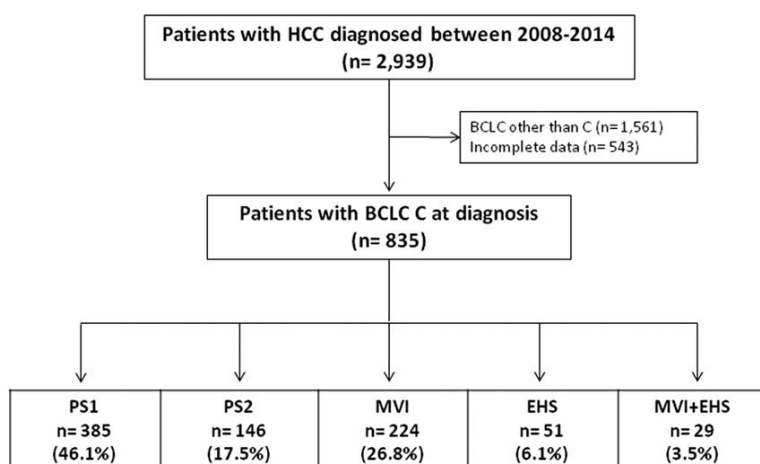 Patients with HCC diagnosed between 2008-2014
(n= 2,939)
BCLC other than C (n= 1,561)
Incomplete data (n= 543)
Patients with BCLC C at diagnosis
(n= 835)
PS1
n= 385
(46.1%)
PS2
n= 146
(17.5%)
MVI
n= 224
(26.8%)
EHS
n= 51
(6.1%)
MVI+EHS
n= 29
(3.5%)